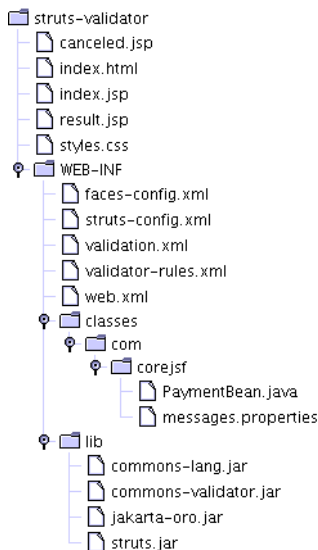 struts-validator
canceled.jsp
index.html
index.jsp
result.jsp
styles.css
WEB-INF
faces-config.xml
struts-config.xml
validation.xml
validator-rules.xml
web.xml
classes
com
corejsf
PaymentBean.java
messages.properties
lib
commons-lang.jar
commons-validator.jar
jakarta-oro.jar
struts.jar